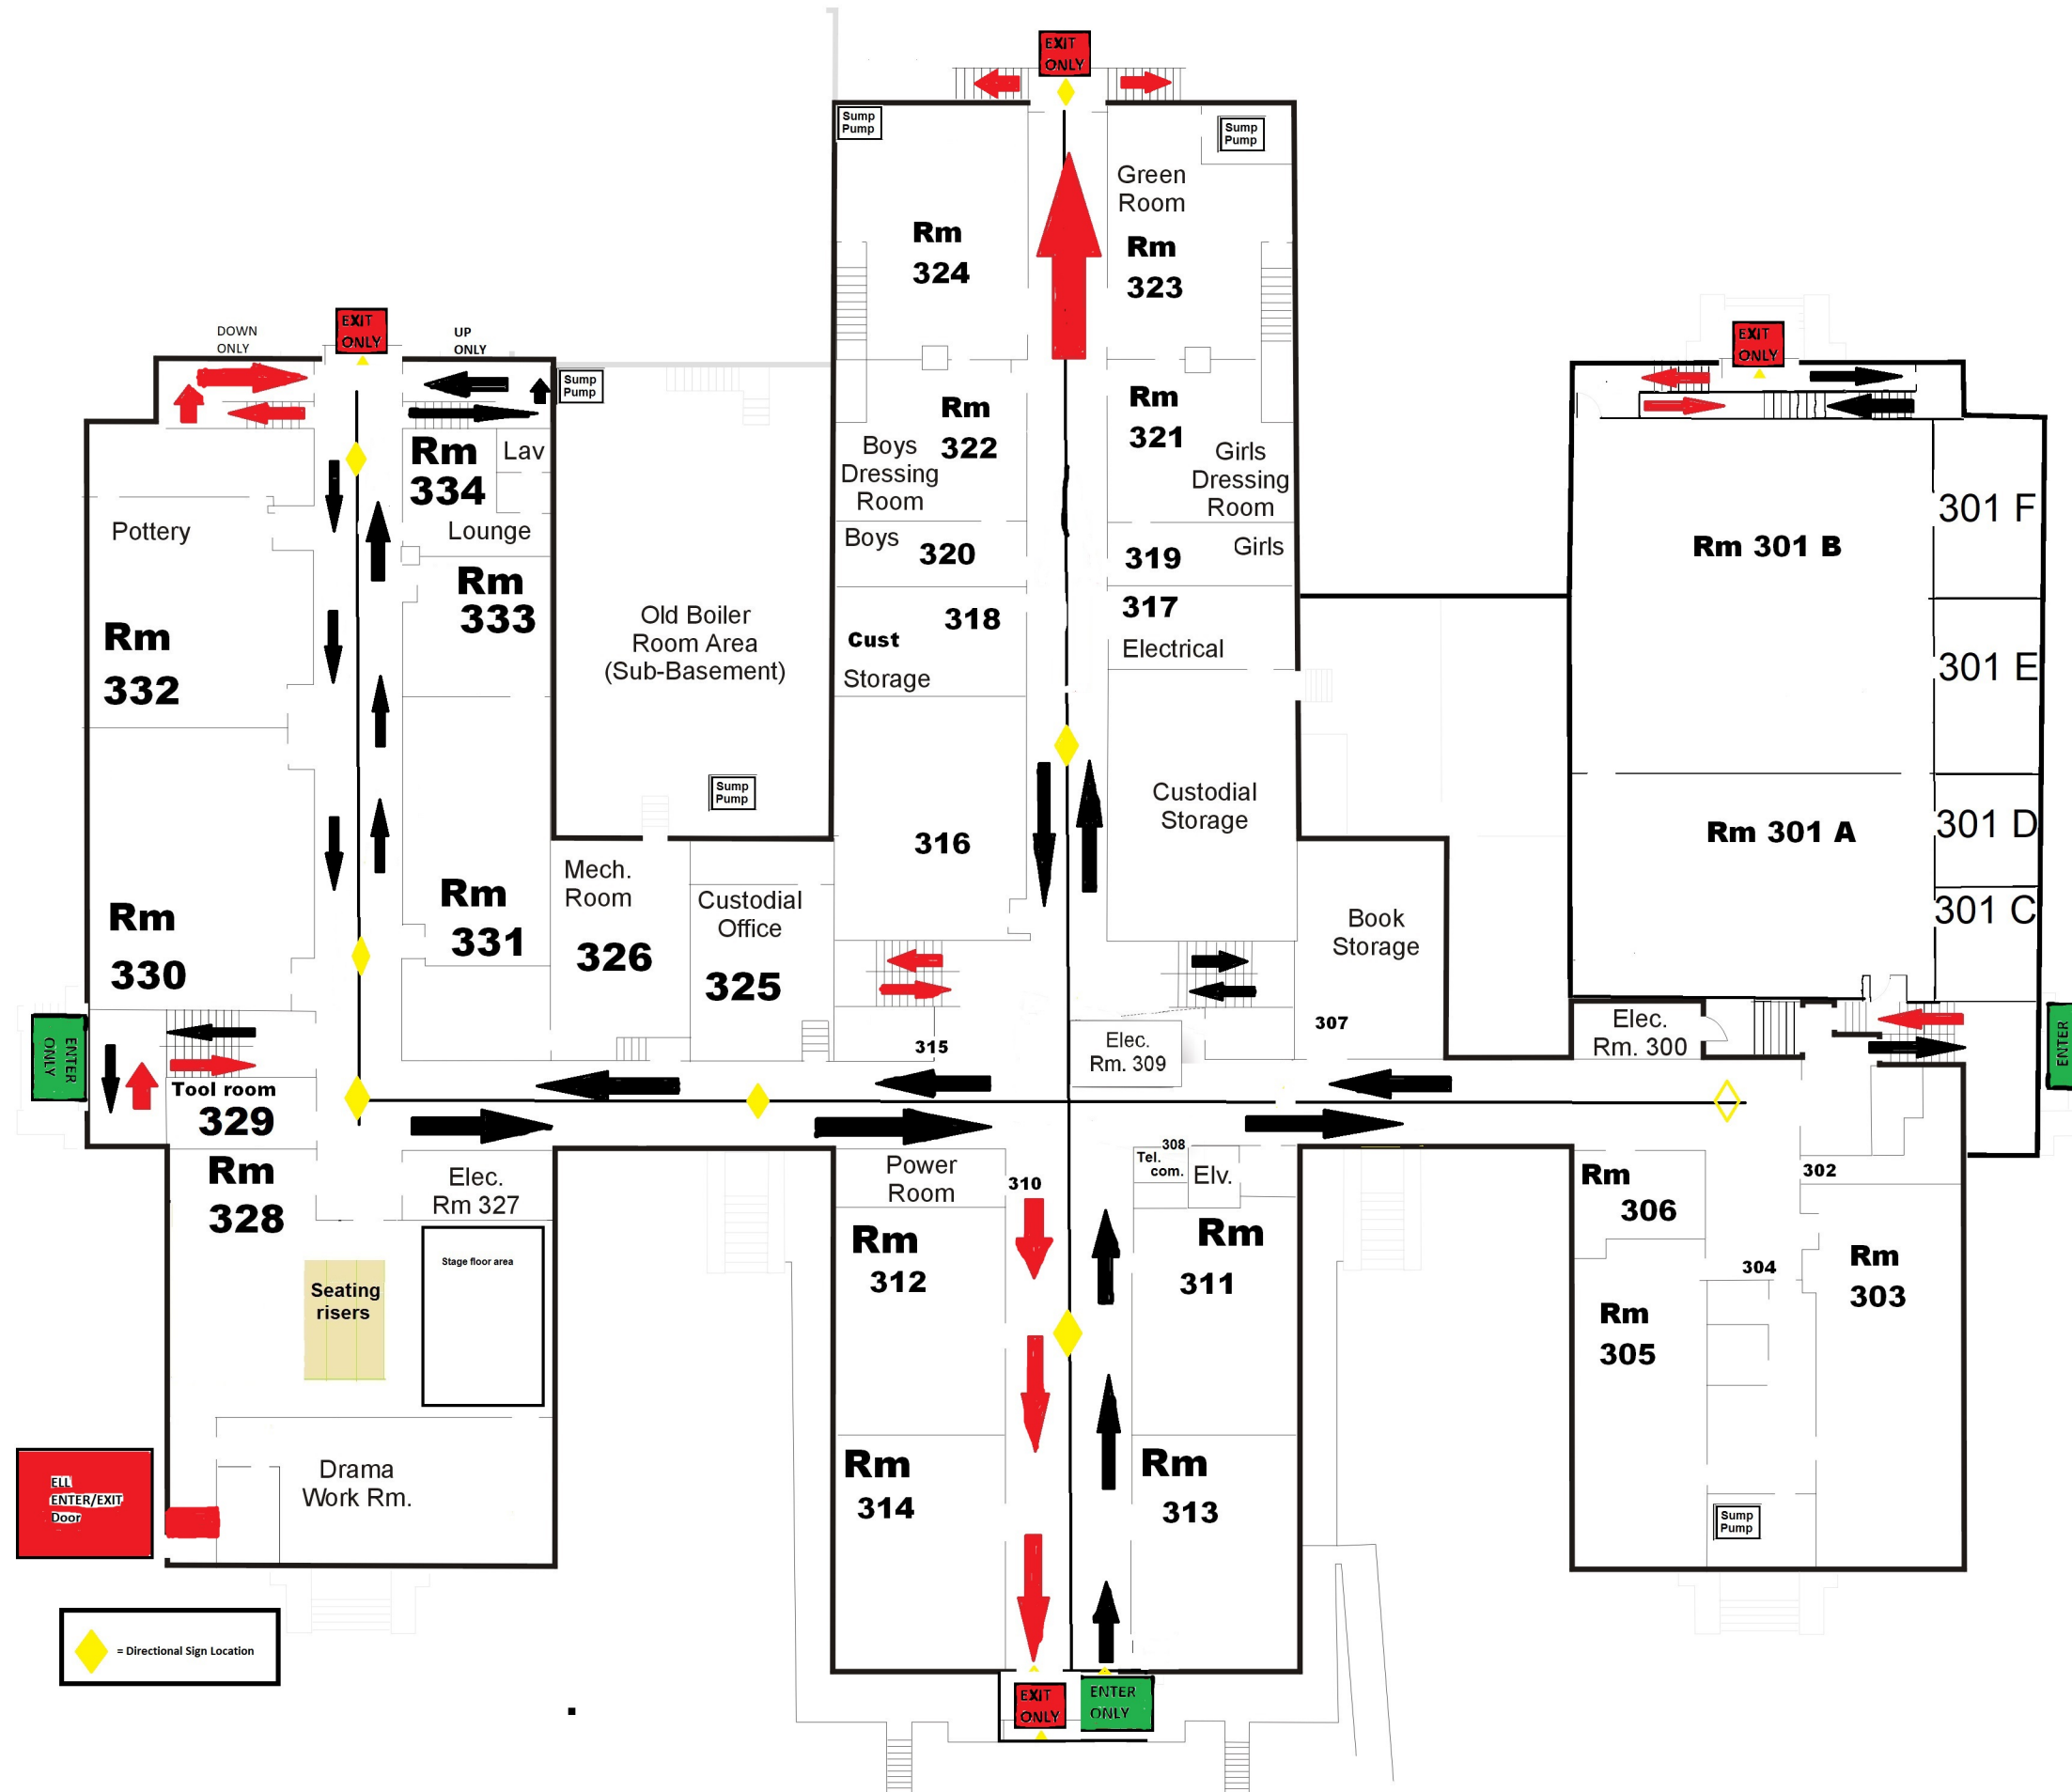 EXIT
ONLY
Sump
Pump
Sump
Pump
Green
Room
Rm
324
Rm
323
DOWN
ONLY
EXIT
ONLY
UP
ONLY
EXIT
ONLY
Sump
Pump
Rm
322
Rm
321
Boys
Dressing
Room
Girls
Dressing
Room
Rm
334
Lav
Lounge
Pottery
Boys
320
319
Girls
301 F
Rm 301 B
Rm
333
318
317
Old Boiler
Room Area
(Sub-Basement)
Cust
Storage
Electrical
Rm
332
301 E
Sump
Pump
Custodial
Storage
316
Rm 301 A
301 D
301 C
Mech.
Room
326
Custodial
Office
325
Rm
331
Rm
330
Book
Storage
307
Elec.
Rm. 300
ENTER
ONLY
ENTER
315
Elec.
Rm. 309
Tool room
329
Rm
328
Elec.
Rm 327
Power
Room
310
308
Tel.
com.
Elv.
302
Rm
306
Rm
312
Rm
311
304
Rm
303
Stage floor area
Seating
risers
Rm
305
Drama
Work Rm.
Rm
314
Rm
313
ELL
ENTER/EXIT
Door
Sump
Pump
= Directional Sign Location
EXIT
ONLY
ENTER
ONLY